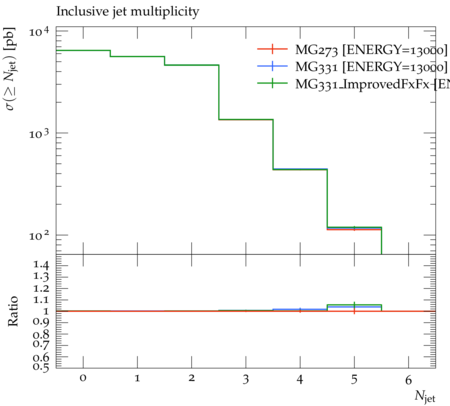 Inclusive jet multiplicity
σ(≥ Njet) [pb]
10⁴
10³
10²
MG273 [ENERGY=13000]
MG331 [ENERGY=13000]
MG331_ImprovedFxFx [EN
Ratio
1.4
1.3
1.2
1.1
1
0.9
0.8
0.7
0.6
0.5
0 1 2 3 4 5 6
Njet